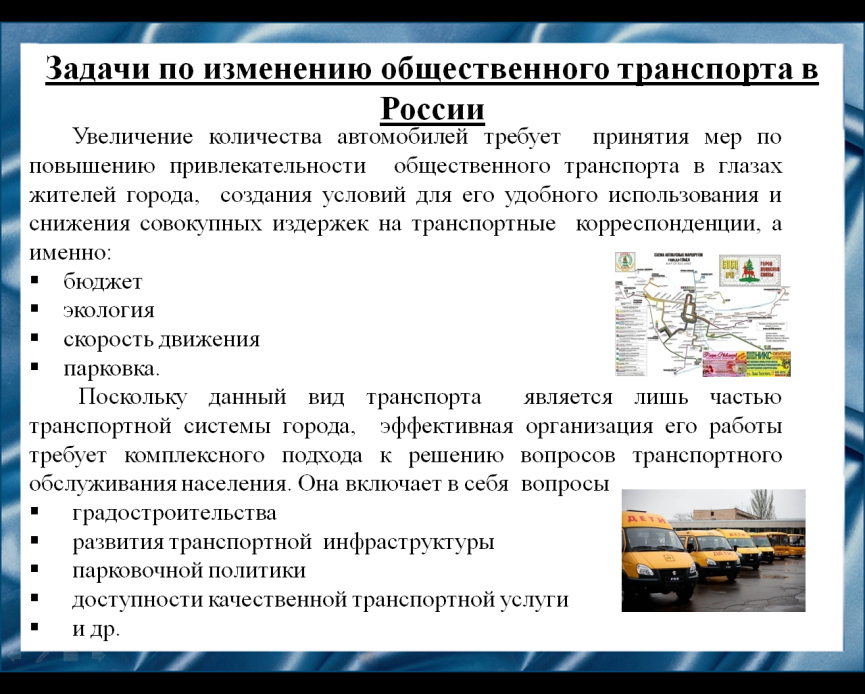 Задачи по изменению общественного транспорта в
России
Увеличение количества автомобилей требует принятия мер по
повышению привлекательности общественного транспорта в глазах
жителей города, создания условий для его удобного использования и
снижения совокупных издержек на транспортные корреспонденции, а
именно:
▪ бюджет
▪ экология
▪ скорость движения
▪ парковка.
Поскольку данный вид транспорта является лишь частью
транспортной системы города, эффективная организация его работы
требует комплексного подхода к решению вопросов транспортного
обслуживания населения. Она включает в себя вопросы
▪ градостроительства
▪ развития транспортной инфраструктуры
▪ парковочной политики
▪ доступности качественной транспортной услуги
▪ и др.
ДЕТИ
ДЕТИ